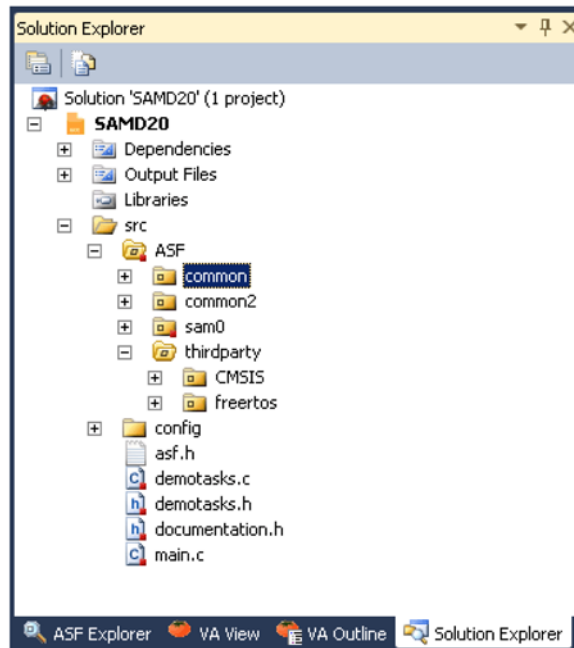 Solution Explorer
Solution 'SAMD20' (1 project)
SAMD20
Dependencies
Output Files
Libraries
src
ASF
common
common2
sam0
thirdparty
CMSIS
freertos
config
asf.h
demotasks.c
demotasks.h
documentation.h
main.c
ASF Explorer VA View VA Outline Solution Explorer